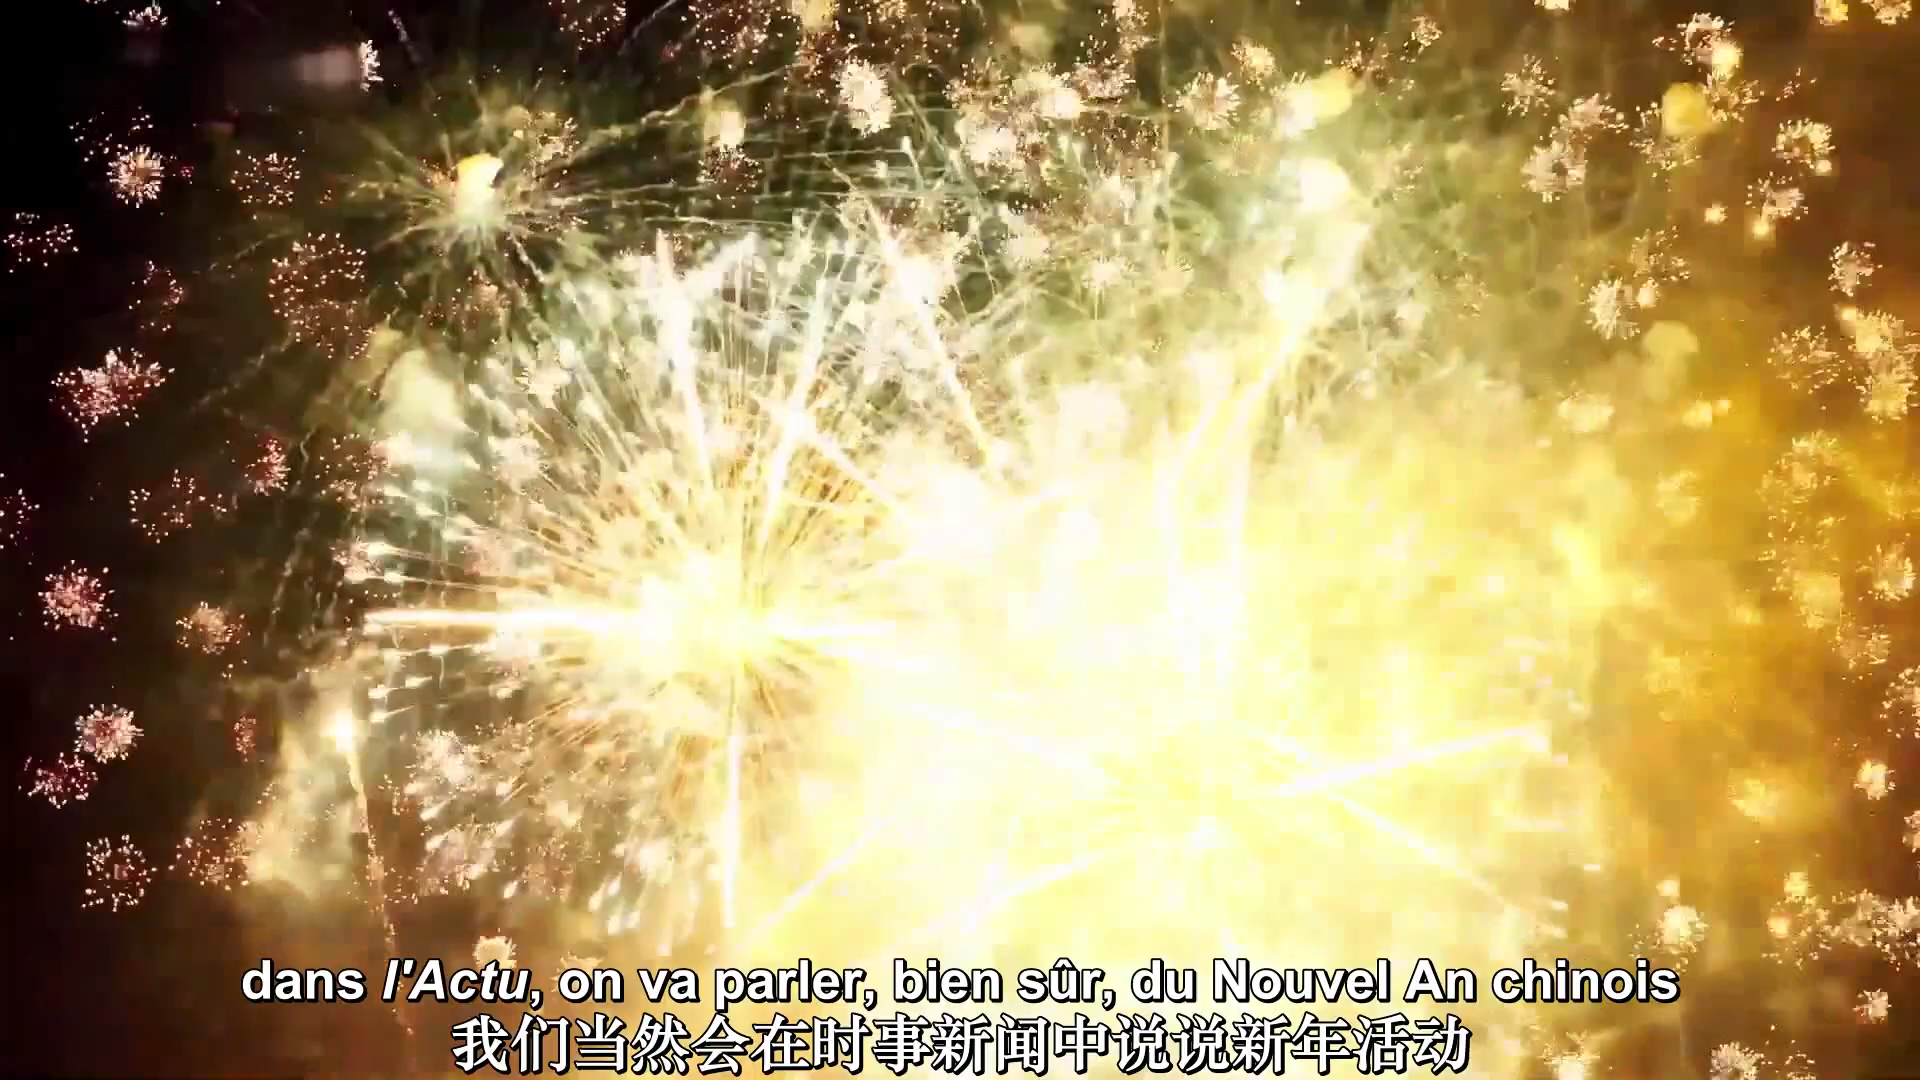 dans l'Actu, on va parler, bien sûr, du Nouvel An chinois
我们当然会在时事新闻中说说新年活动